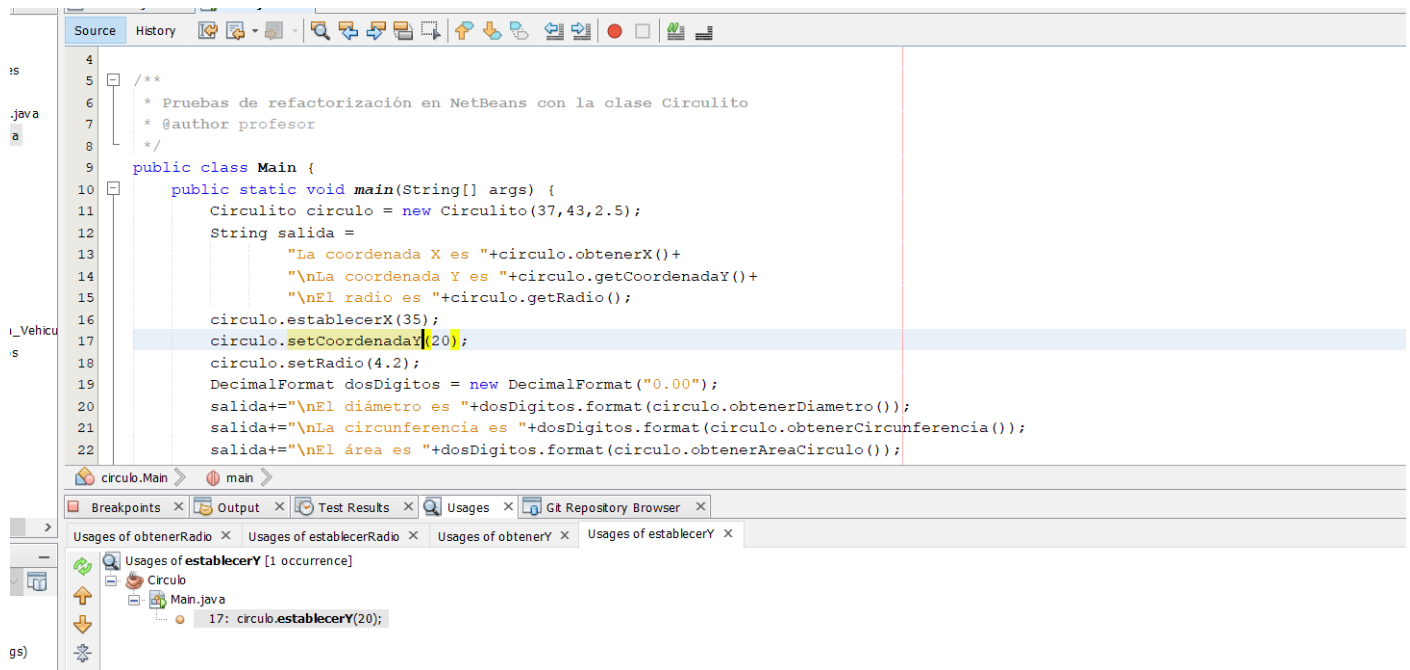 Source History
es
.java
a
n_Vehicu
os
gs)
4
5 /**
6 * Pruebas de refactorización en NetBeans con la clase Circulito
7 * @author profesor
8 */
9 public class Main {
10 public static void main(String[] args) {
11 Circulito circulo = new Circulito(37,43,2.5);
12 String salida =
13 "La coordenada X es "+circulo.obtenerX()+
14 "\nLa coordenada Y es "+circulo.getCoordenadaY()+
15 "\nEl radio es "+circulo.getRadio();
16 circulo.establecerX(35);
17 circulo.setCoordenadaY(20);
18 circulo.setRadio(4.2);
19 DecimalFormat dosDigitos = new DecimalFormat("0.00");
20 salida+="\nEl diámetro es "+dosDigitos.format(circulo.obtenerDiametro());
21 salida+="\nLa circunferencia es "+dosDigitos.format(circulo.obtenerCircunferencia());
22 salida+="\nEl área es "+dosDigitos.format(circulo.obtenerAreaCirculo());
circulo.Main main
Breakpoints Output Test Results Usages Git Repository Browser
Usages of obtenerRadio Usages of establecerRadio Usages of obtenerY Usages of establecerY
Usages of establecerY [1 occurrence]
Circulo
Main.java
17: circulo.establecerY(20);